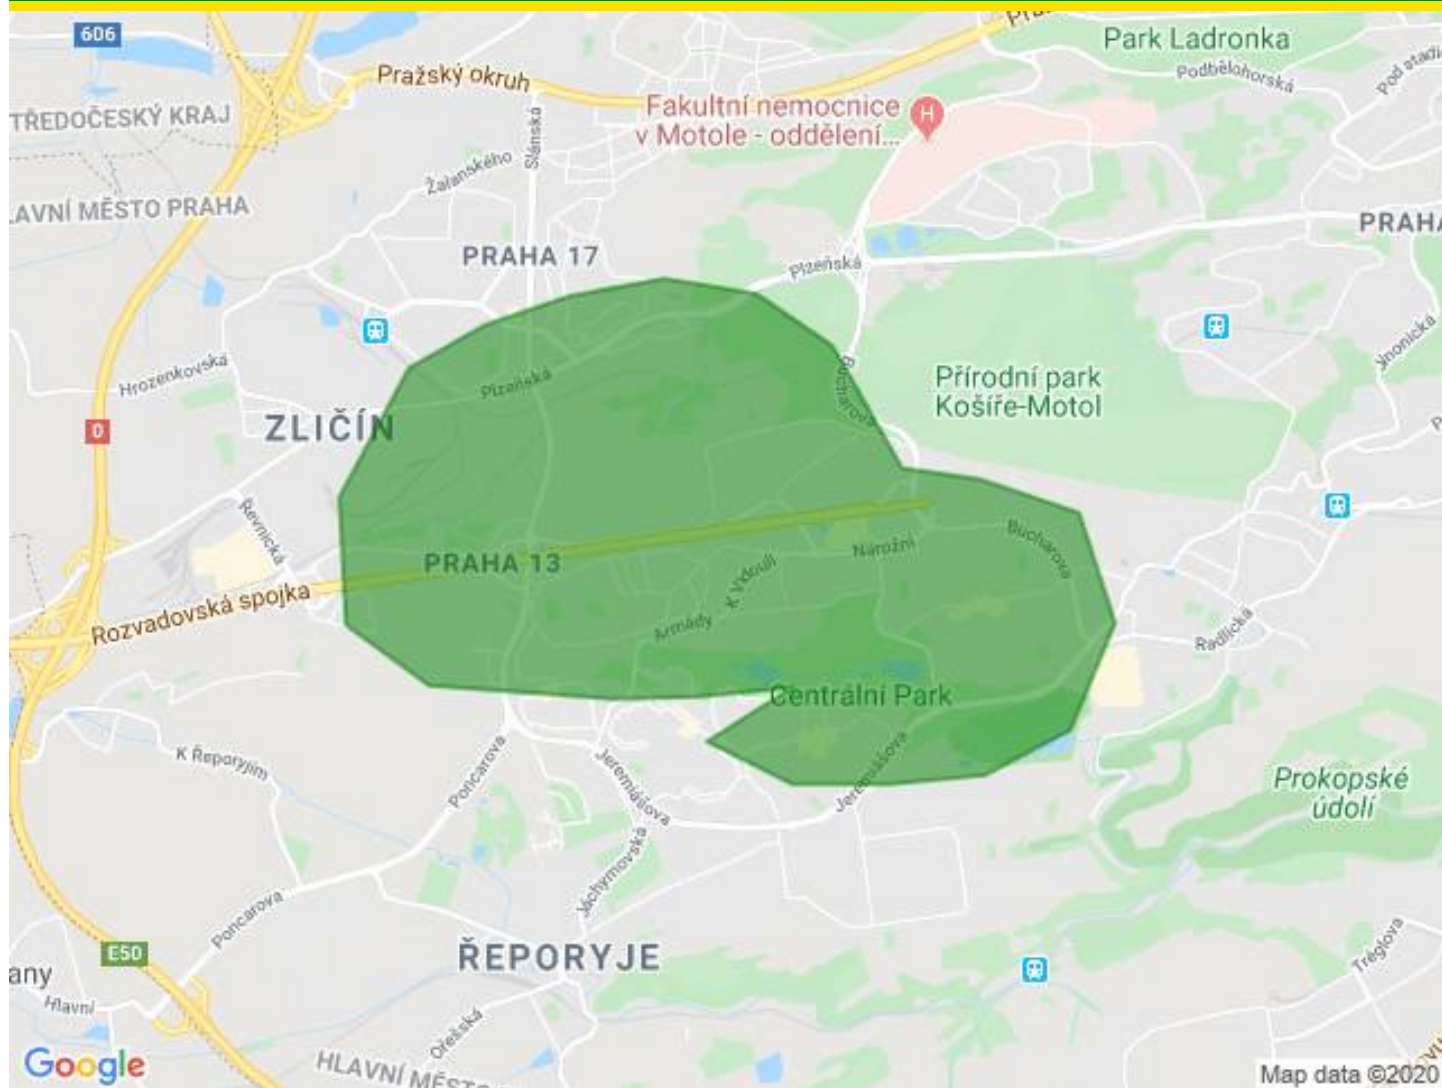 606
Pražský okruh
Park Ladronka
Podbělohorská
Fakultní nemocnice
v Motole - oddělení...
H
TŘEDOČESKÝ KRAJ
Slánská
Žalanského
LAVNÍ MĚSTO PRAHA
PRAHA 17
PRAHA
Plzeňská
Hrozenkovská
Plzeňská
Bucharova
Přírodní park
Košíře-Motol
0
ZLIČÍN
Řevnická
PRAHA 13
Bucharova
Nárožní
K Vidouli
Armády
Rozvadovská spojka
Radlická
Centrální Park
K Řeporyjím
Poncarova
Jeremiášova
Jeremiášova
Prokopské
údolí
Jáchymovská
Poncarova
ŘEPORYJE
E50
any
Hlavní
Tréglova
Ořešská
Google
HLAVNÍ MĚSTO
Map data ©2020